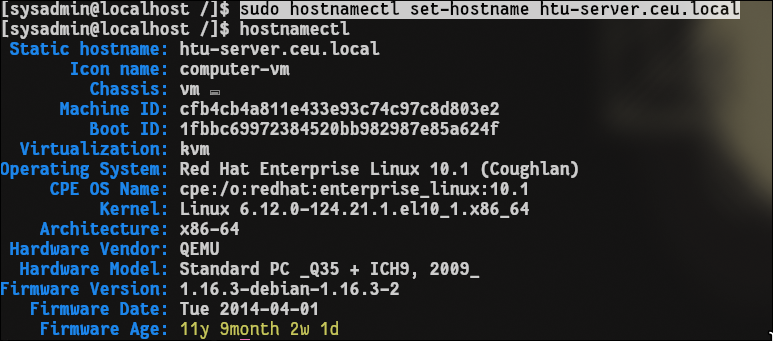 [sysadmin@localhost /]$ sudo hostnamectl set-hostname htu-server.ceu.local
[sysadmin@localhost /]$ hostnamectl
Static hostname: htu-server.ceu.local
Icon name: computer-vm
Chassis: vm 🖴
Machine ID: cfb4cb4a811e433e93c74c97c8d803e2
Boot ID: 1fbbc69972384520bb982987e85a624f
Virtualization: kvm
Operating System: Red Hat Enterprise Linux 10.1 (Coughlan)
CPE OS Name: cpe:/o:redhat:enterprise_linux:10.1
Kernel: Linux 6.12.0-124.21.1.el10_1.x86_64
Architecture: x86-64
Hardware Vendor: QEMU
Hardware Model: Standard PC _Q35 + ICH9, 2009_
Firmware Version: 1.16.3-debian-1.16.3-2
Firmware Date: Tue 2014-04-01
Firmware Age: 11y 9month 2w 1d